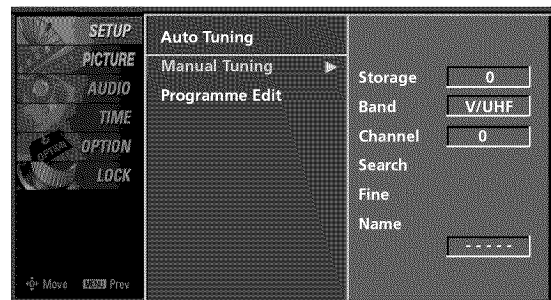 SETUP
PICTURE
AUDIO
TIME
OPTION
LOCK
Move MENU Prev
Auto Tuning
Manual Tuning
Programme Edit
Storage 0
Band V/UHF
Channel 0
Search
Fine
Name
- - - - -